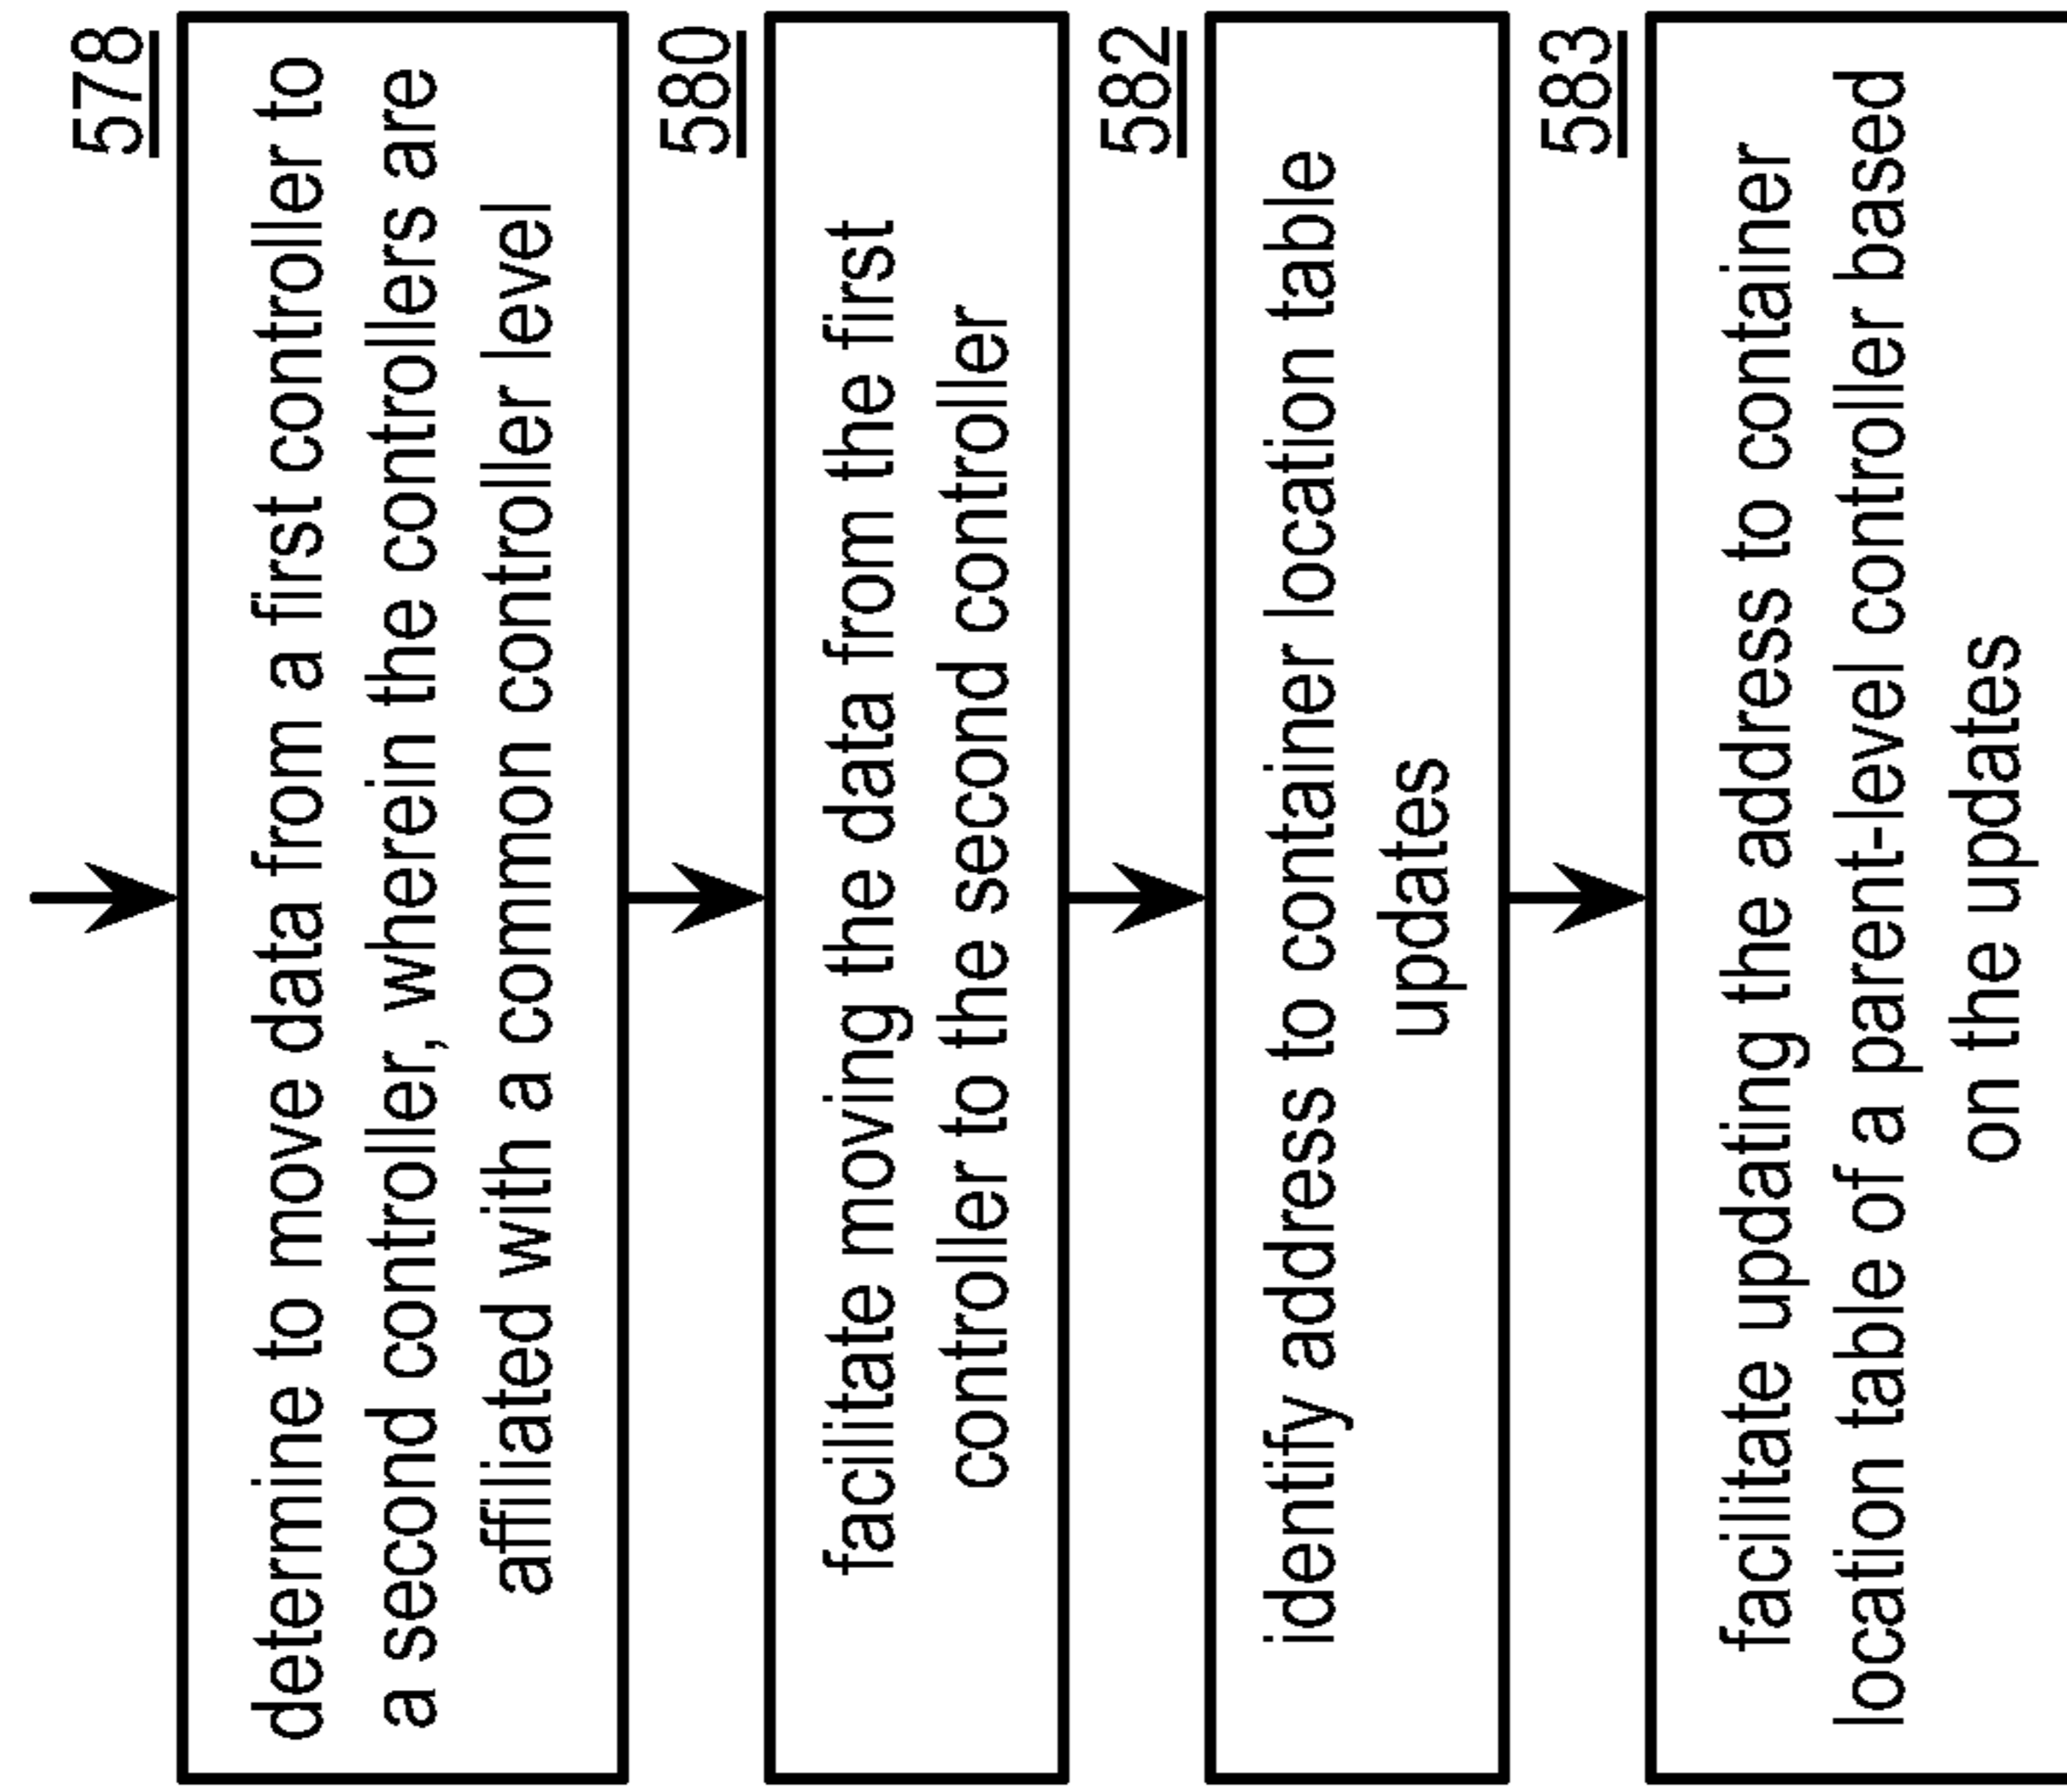 578
determine to move data from a first controller to
a second controller, wherein the controllers are
affiliated with a common controller level
580
facilitate moving the data from the first
controller to the second controller
582
identify address to container location table
updates
583
facilitate updating the address to container
location table of a parent-level controller based
on the updates